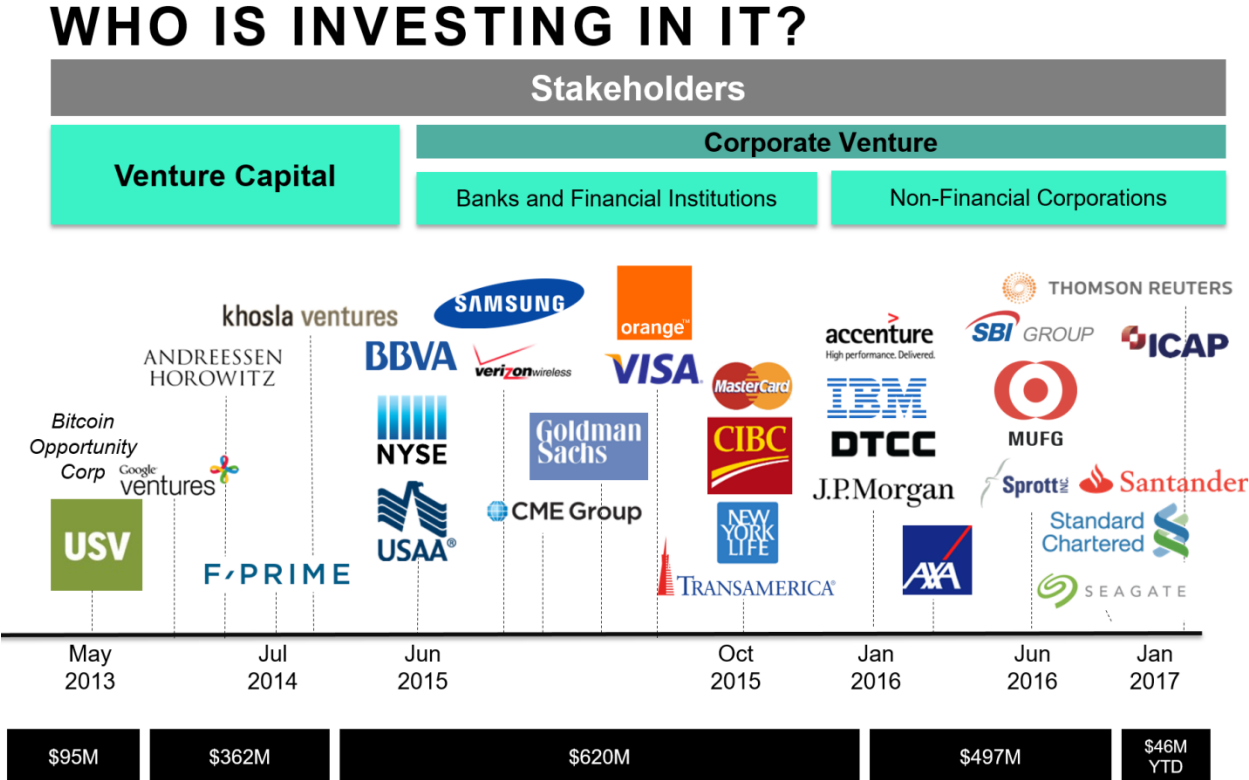 WHO IS INVESTING IN IT?
Stakeholders
Venture Capital
Corporate Venture
Banks and Financial Institutions
Non-Financial Corporations
khosla ventures
ANDREESSEN
HOROWITZ
Bitcoin
Opportunity
Corp
Google
ventures
USV
F-PRIME
SAMSUNG
BBVA
verizonwireless
NYSE
USAA®
orange™
VISA
Goldman
Sachs
CME Group
MasterCard
CIBC
NEW
YORK
LIFE
TRANSAMERICA®
accenture
High performance. Delivered.
IBM
DTCC
J.P.Morgan
AXA
THOMSON REUTERS
SBI GROUP
ICAP
MUFG
Sprott INC
Santander
Standard
Chartered
SEAGATE
May
2013
Jul
2014
Jun
2015
Oct
2015
Jan
2016
Jun
2016
Jan
2017
$95M
$362M
$620M
$497M
$46M
YTD